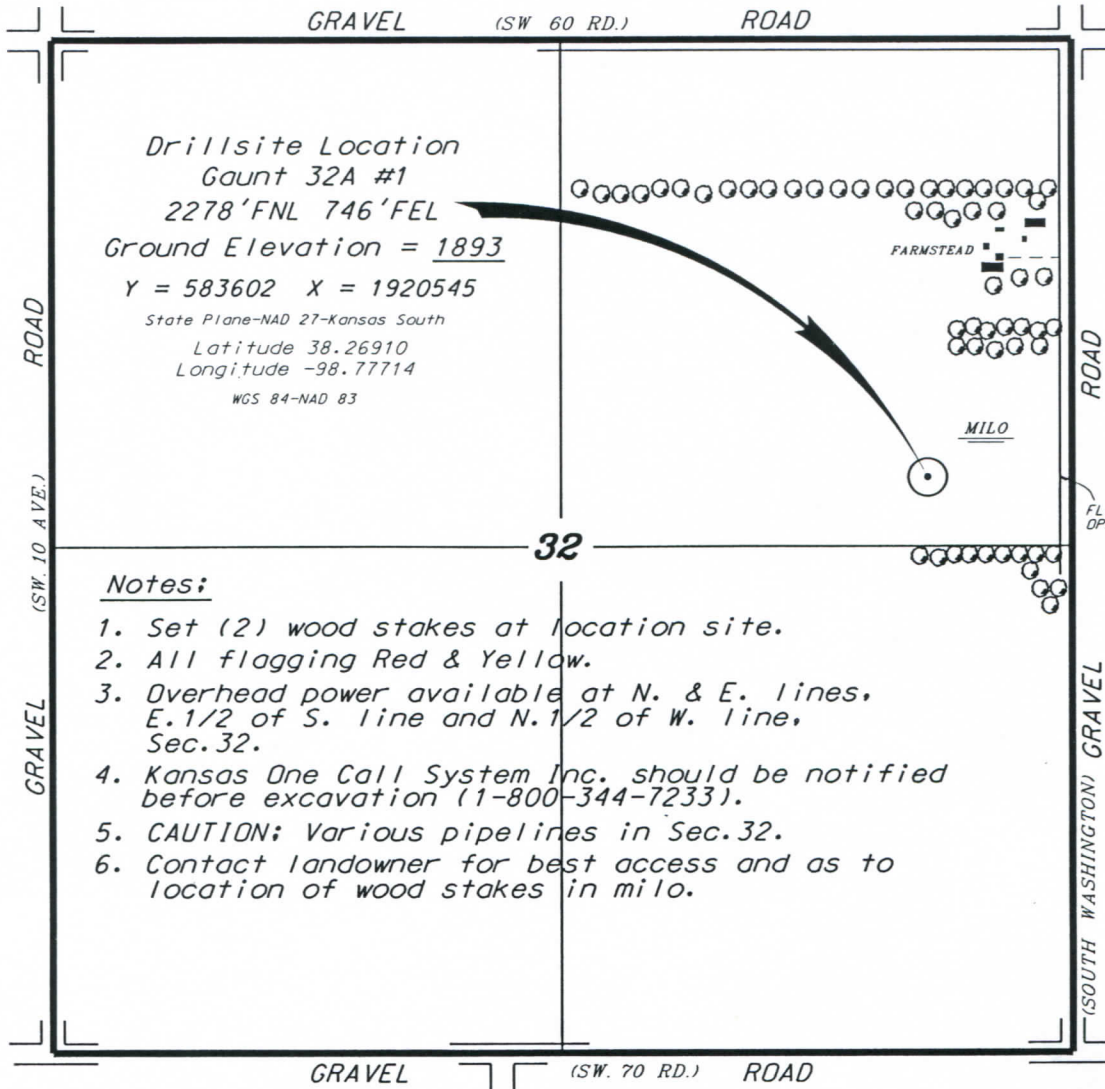 GRAVEL (SW 60 RD.) ROAD
Drillsite Location
Gaunt 32A #1
2278'FNL 746'FEL
Ground Elevation = 1893
Y = 583602 X = 1920545
State Plane-NAD 27-Kansas South
Latitude 38.26910
Longitude -98.77714
WGS 84-NAD 83
FARMSTEAD
MILO
FL
OP
32
GRAVEL (SW. 10 AVE.) ROAD
(SOUTH WASHINGTON) GRAVEL ROAD
Notes:
1. Set (2) wood stakes at location site.
2. All flagging Red & Yellow.
3. Overhead power available at N. & E. lines,
E.1/2 of S. line and N.1/2 of W. line,
Sec.32.
4. Kansas One Call System Inc. should be notified
before excavation (1-800-344-7233).
5. CAUTION: Various pipelines in Sec.32.
6. Contact landowner for best access and as to
location of wood stakes in milo.
GRAVEL (SW. 70 RD.) ROAD